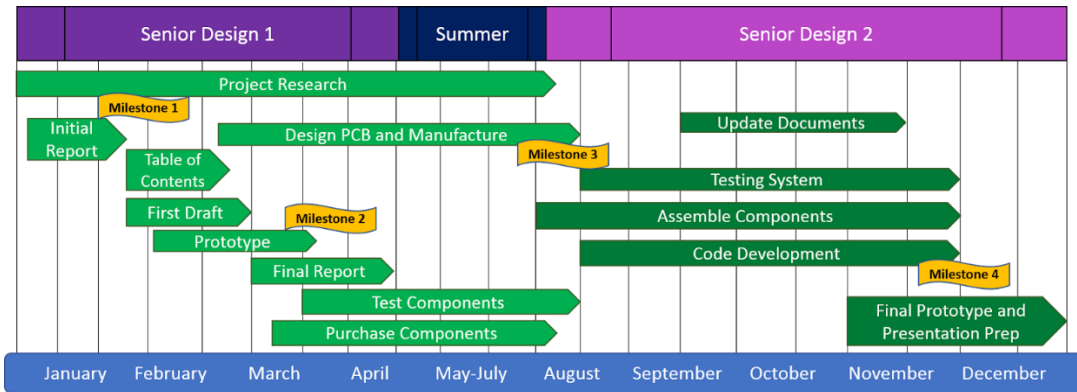 Senior Design 1
Summer
Senior Design 2
Project Research
Milestone 1
Initial
Report
Design PCB and Manufacture
Update Documents
Milestone 3
Table of
Contents
Testing System
First Draft
Milestone 2
Assemble Components
Prototype
Code Development
Final Report
Milestone 4
Test Components
Final Prototype and
Presentation Prep
Purchase Components
January February March April May-July August September October November December